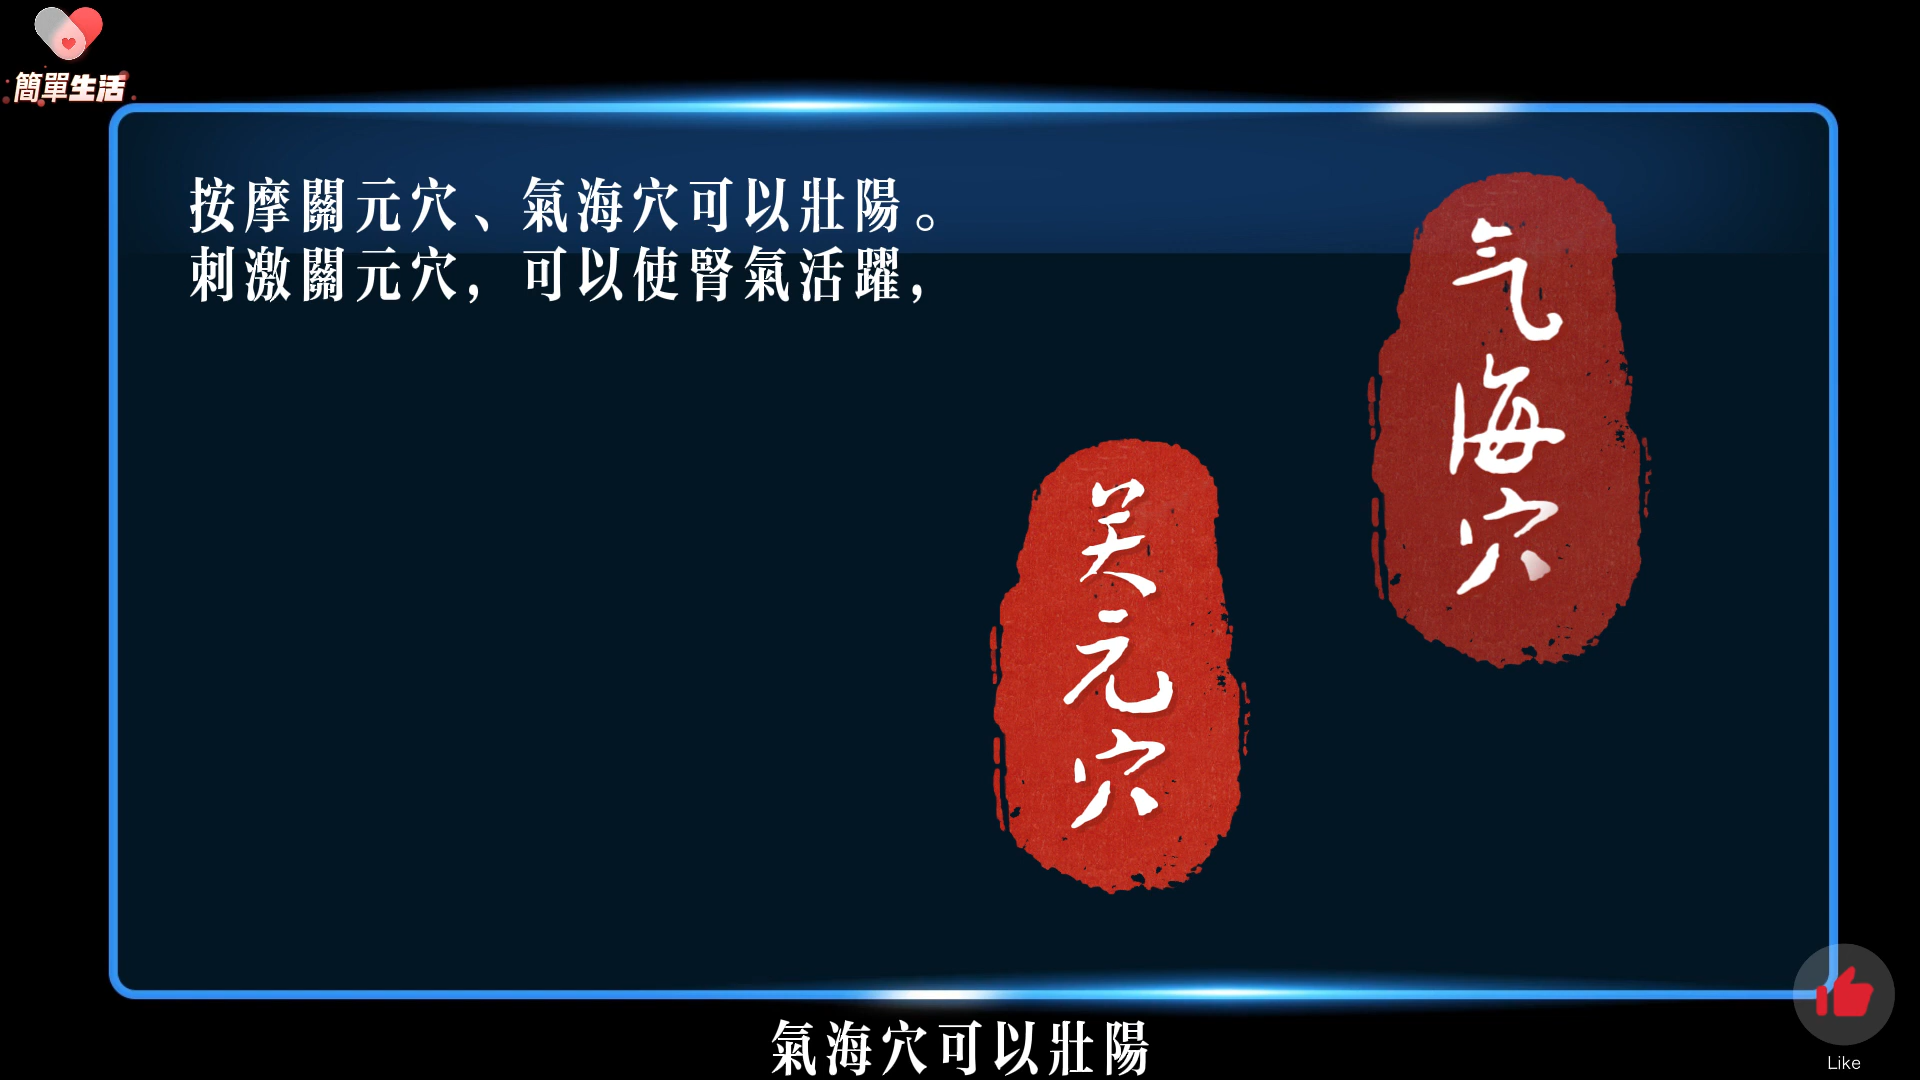 簡單生活
按摩關元穴、氣海穴可以壯陽。
刺激關元穴，可以使腎氣活躍，
气海穴
关元穴
氣海穴可以壯陽
Like